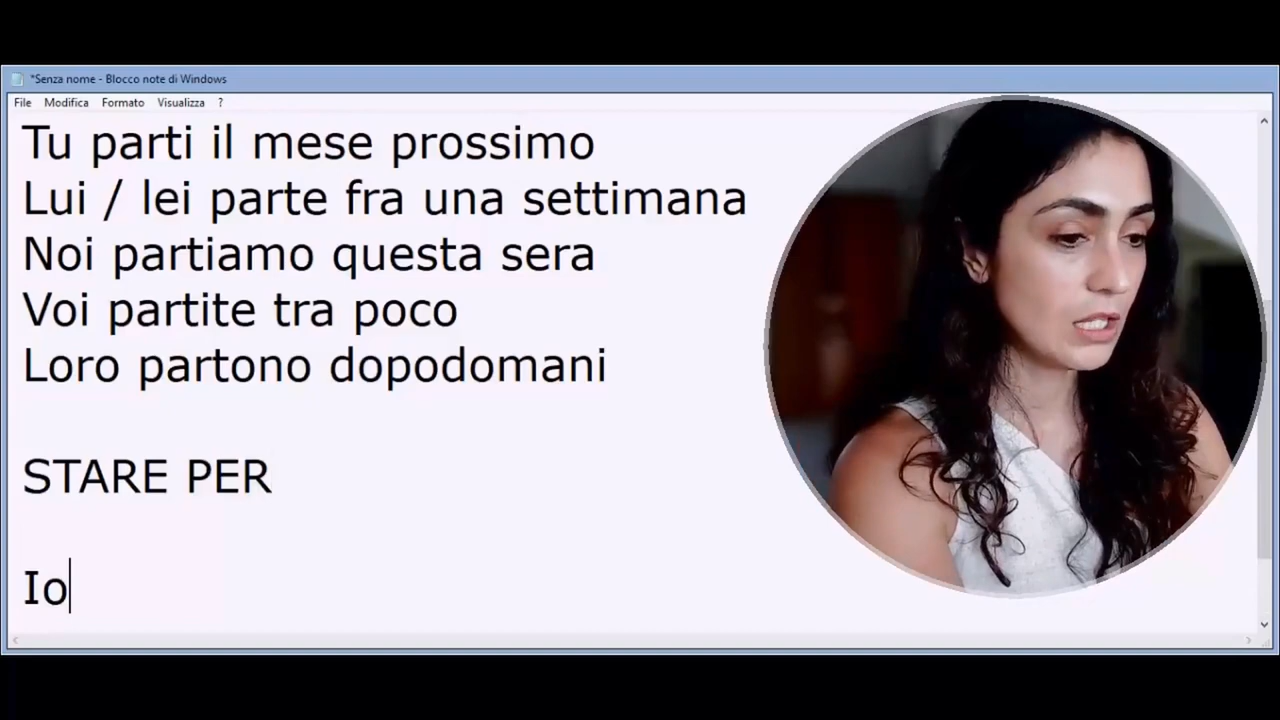 *Senza nome - Blocco note di Windows
File Modifica Formato Visualizza ?
Tu parti il mese prossimo
Lui / lei parte fra una settimana
Noi partiamo questa sera
Voi partite tra poco
Loro partono dopodomani
STARE PER
Io